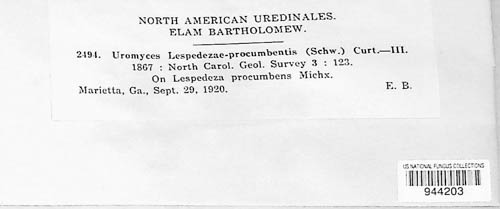 NORTH AMERICAN UREDINALES.
ELAM BARTHOLOMEW.
2494. Uromyces Lespedezae-procumbentis (Schw.) Curt.—III.
1867 : North Carol. Geol. Survey 3 : 123.
On Lespedeza procumbens Michx.
Marietta, Ga., Sept. 29, 1920. E. B.
US NATIONAL FUNGUS COLLECTIONS
944203